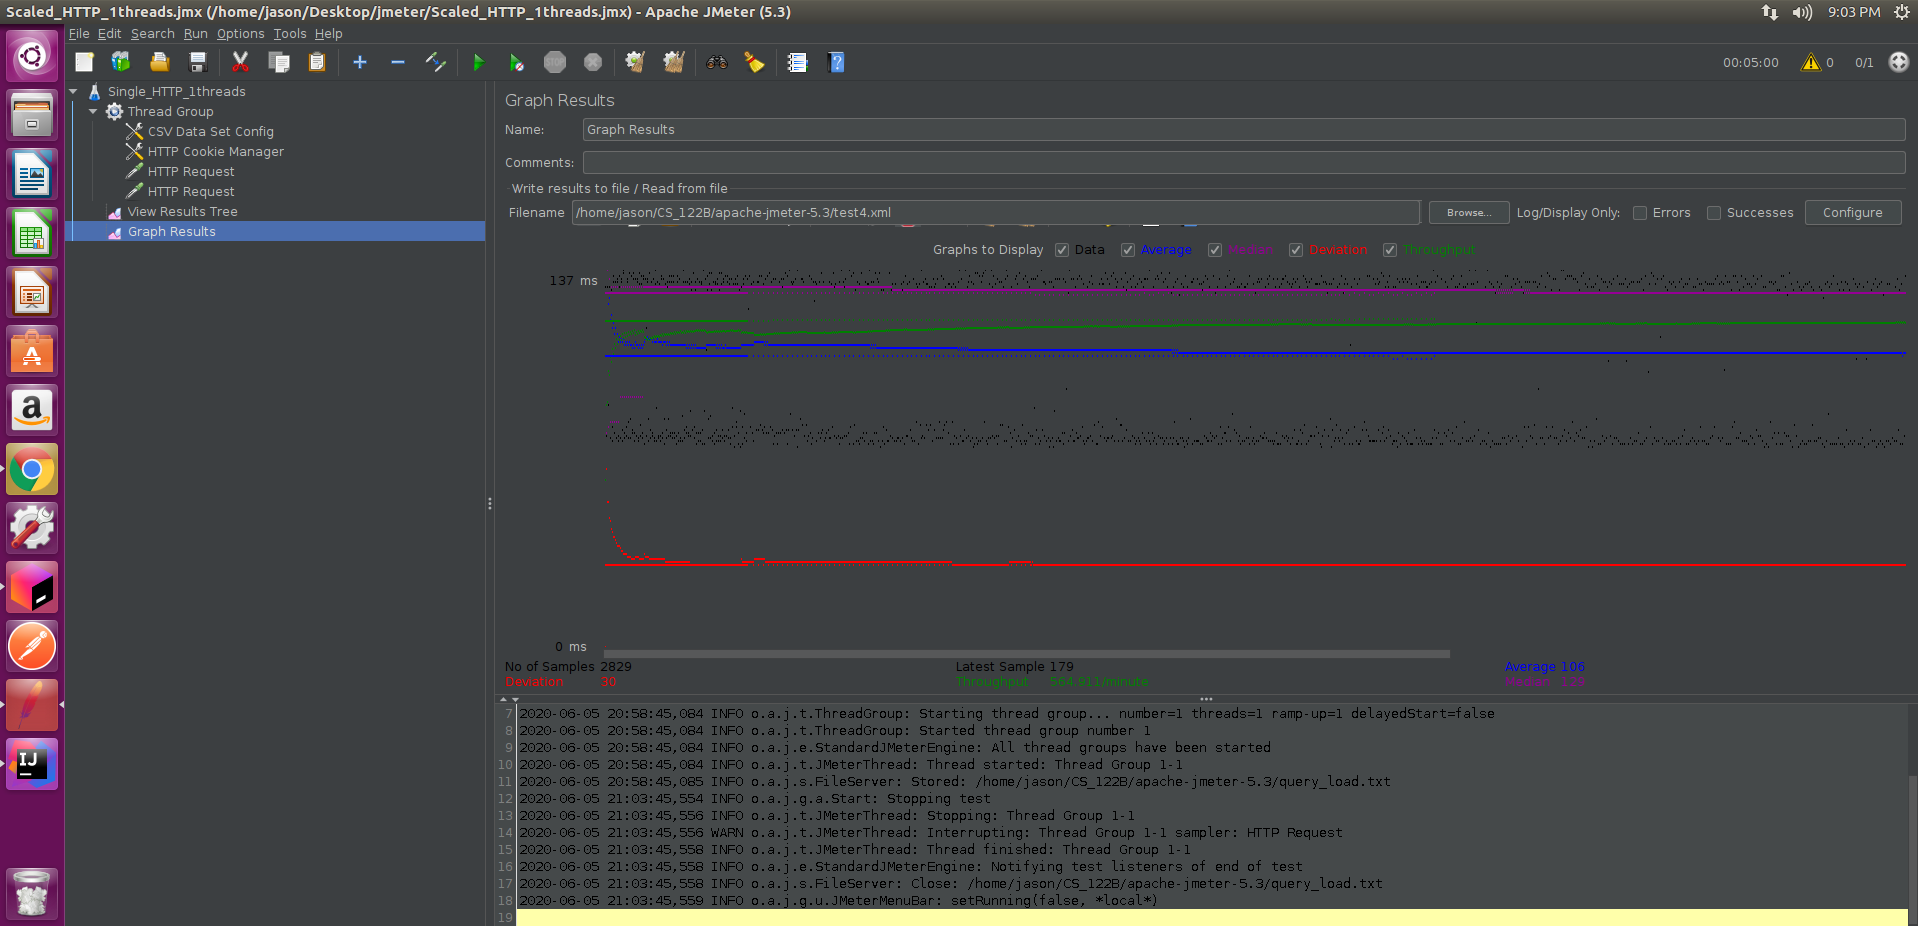 Scaled_HTTP_1threads.jmx (/home/jason/Desktop/jmeter/Scaled_HTTP_1threads.jmx) - Apache JMeter (5.3)
9:03 PM
File Edit Search Run Options Tools Help
STOP
00:05:00 0 0/1
Single_HTTP_1threads
Thread Group
CSV Data Set Config
HTTP Cookie Manager
HTTP Request
HTTP Request
View Results Tree
Graph Results
Graph Results
Name: Graph Results
Comments:
Write results to file / Read from file
Filename /home/jason/CS_122B/apache-jmeter-5.3/test4.xml Browse... Log/Display Only: Errors Successes Configure
Graphs to Display Data Average Median Deviation Throughput
137 ms
0 ms
No of Samples 2829 Latest Sample 179 Average 106
Deviation 30 Throughput 564.911/minute Median
7 2020-06-05 20:58:45,084 INFO o.a.j.t.ThreadGroup: Starting thread group... number=1 threads=1 ramp-up=1 delayedStart=false
8 2020-06-05 20:58:45,084 INFO o.a.j.t.ThreadGroup: Started thread group number 1
9 2020-06-05 20:58:45,084 INFO o.a.j.e.StandardJMeterEngine: All thread groups have been started
10 2020-06-05 20:58:45,084 INFO o.a.j.t.JMeterThread: Thread started: Thread Group 1-1
11 2020-06-05 20:58:45,085 INFO o.a.j.s.FileServer: Stored: /home/jason/CS_122B/apache-jmeter-5.3/query_load.txt
12 2020-06-05 21:03:45,554 INFO o.a.j.g.a.Start: Stopping test
13 2020-06-05 21:03:45,556 INFO o.a.j.t.JMeterThread: Stopping: Thread Group 1-1
14 2020-06-05 21:03:45,556 WARN o.a.j.t.JMeterThread: Interrupting: Thread Group 1-1 sampler: HTTP Request
15 2020-06-05 21:03:45,558 INFO o.a.j.t.JMeterThread: Thread finished: Thread Group 1-1
16 2020-06-05 21:03:45,558 INFO o.a.j.e.StandardJMeterEngine: Notifying test listeners of end of test
17 2020-06-05 21:03:45,558 INFO o.a.j.s.FileServer: Close: /home/jason/CS_122B/apache-jmeter-5.3/query_load.txt
18 2020-06-05 21:03:45,559 INFO o.a.j.g.u.JMeterMenuBar: setRunning(false, *local*)
19